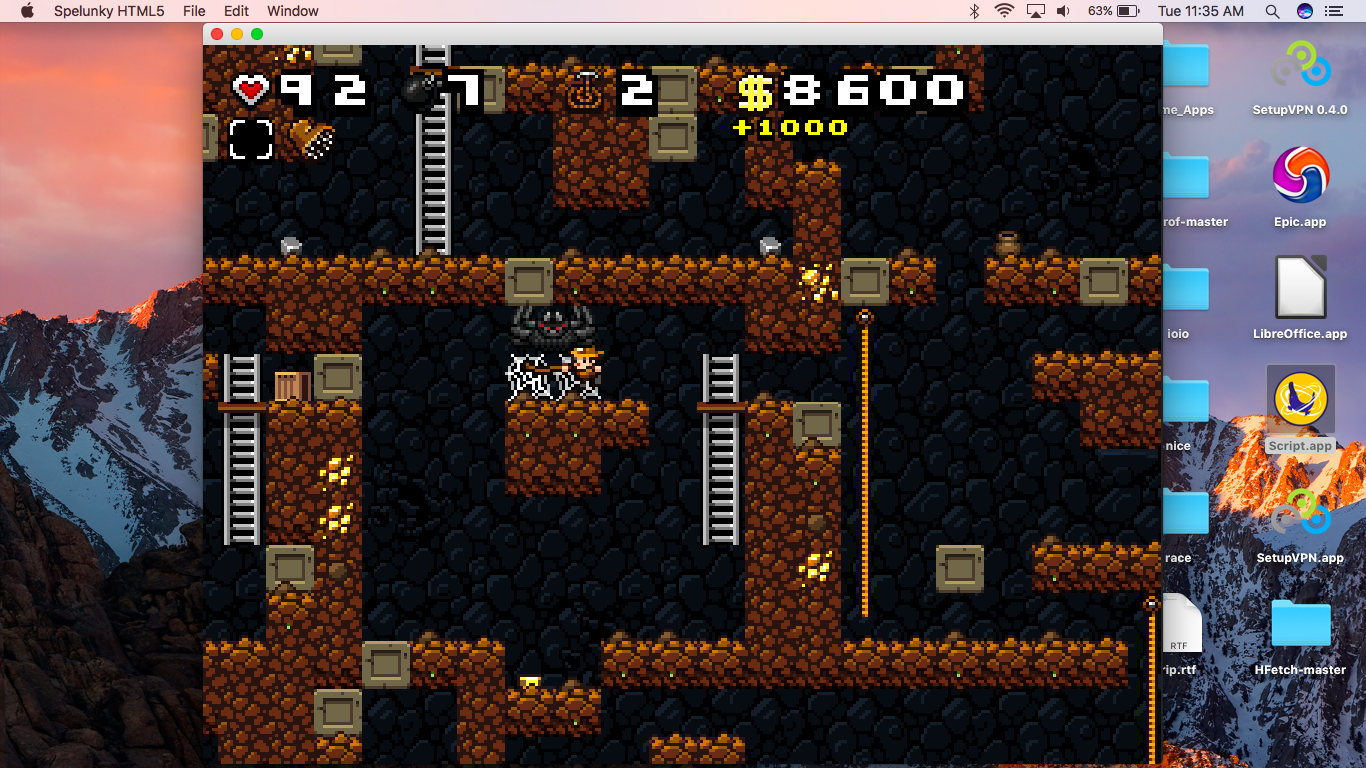 Spelunky HTML5 File Edit Window 63% Tue 11:35 AM
92 7 2 $8600
+1000
me_Apps SetupVPN 0.4.0
rof-master Epic.app
ioio LibreOffice.app
nice Script.app
race SetupVPN.app
RTF
rip.rtf HFetch-master